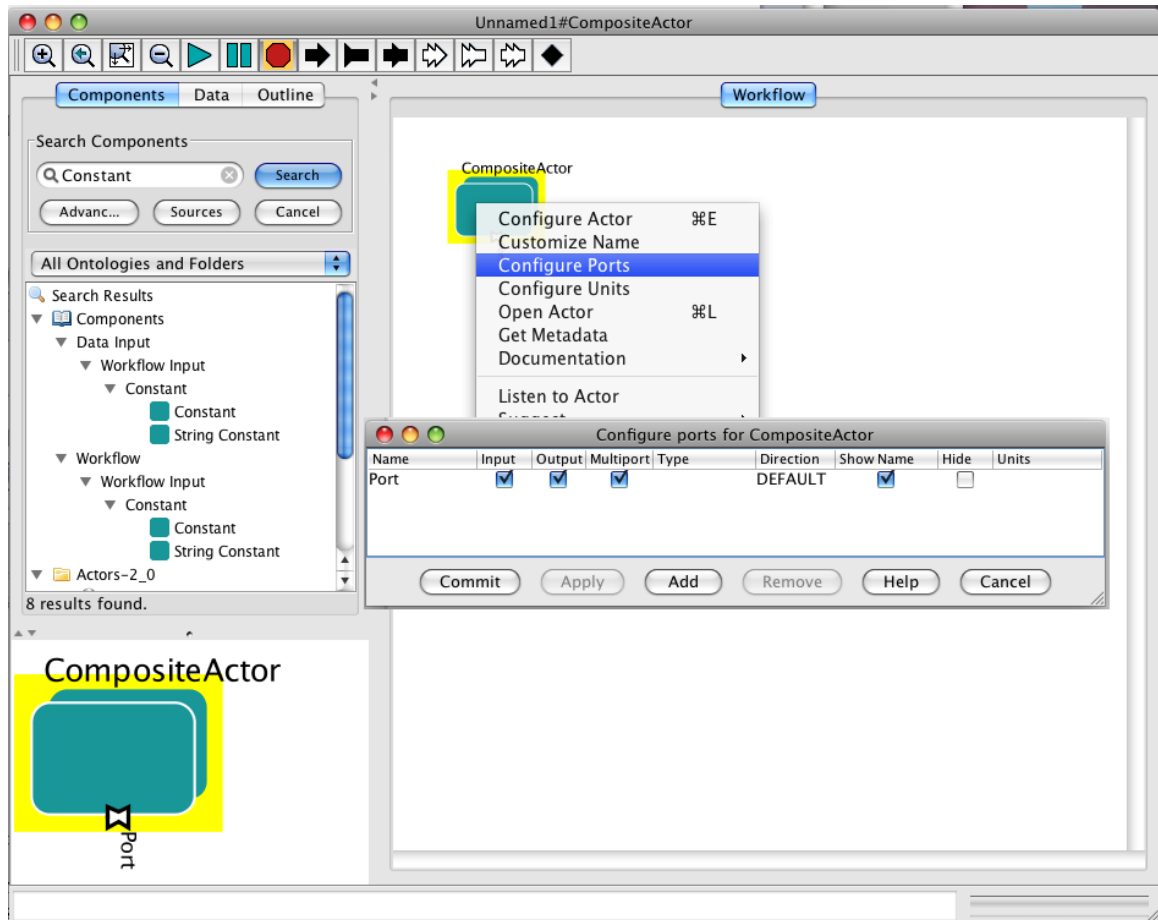 Unnamed1#CompositeActor
Components Data Outline
Workflow
Search Components
Constant Search
Advanc... Sources Cancel
All Ontologies and Folders
Search Results
Components
Data Input
Workflow Input
Constant
Constant
String Constant
Workflow
Workflow Input
Constant
Constant
String Constant
Actors-2_0
8 results found.
CompositeActor
Port
CompositeActor
Configure Actor ⌘E
Customize Name
Configure Ports
Configure Units
Open Actor ⌘L
Get Metadata
Documentation
Listen to Actor
Configure ports for CompositeActor
Name Input Output Multiport Type Direction Show Name Hide Units
Port DEFAULT
Commit Apply Add Remove Help Cancel